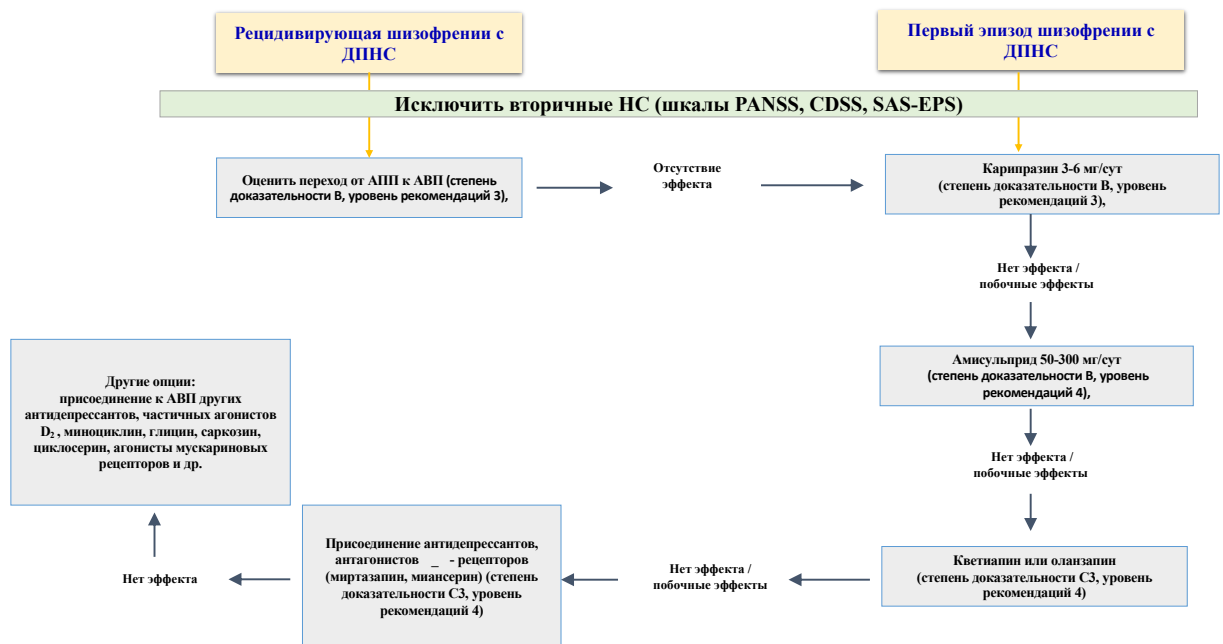 Рецидивирующая шизофрении с
ДПНС
Первый эпизод шизофрении с
ДПНС
Исключить вторичные НС (шкалы PANSS, CDSS, SAS-EPS)
Оценить переход от АПП к АВП (степень
доказательности В, уровень рекомендаций 3),
Отсутствие
эффекта
Карипразин 3-6 мг/сут
(степень доказательности В, уровень
рекомендаций 3),
Нет эффекта /
побочные эффекты
Амисульприд 50-300 мг/сут
(степень доказательности В, уровень
рекомендаций 4),
Нет эффекта /
побочные эффекты
Кветиапин или оланзапин
(степень доказательности С3, уровень
рекомендаций 4)
Нет эффекта /
побочные эффекты
Присоединение антидепрессантов,
антагонистов _ - рецепторов
(миртазапин, миансерин) (степень
доказательности С3, уровень
рекомендаций 4)
Нет эффекта
Другие опции:
присоединение к АВП других
антидепрессантов, частичных агонистов
D₂ , миноциклин, глицин, саркозин,
циклосерин, агонисты мускариновых
рецепторов и др.